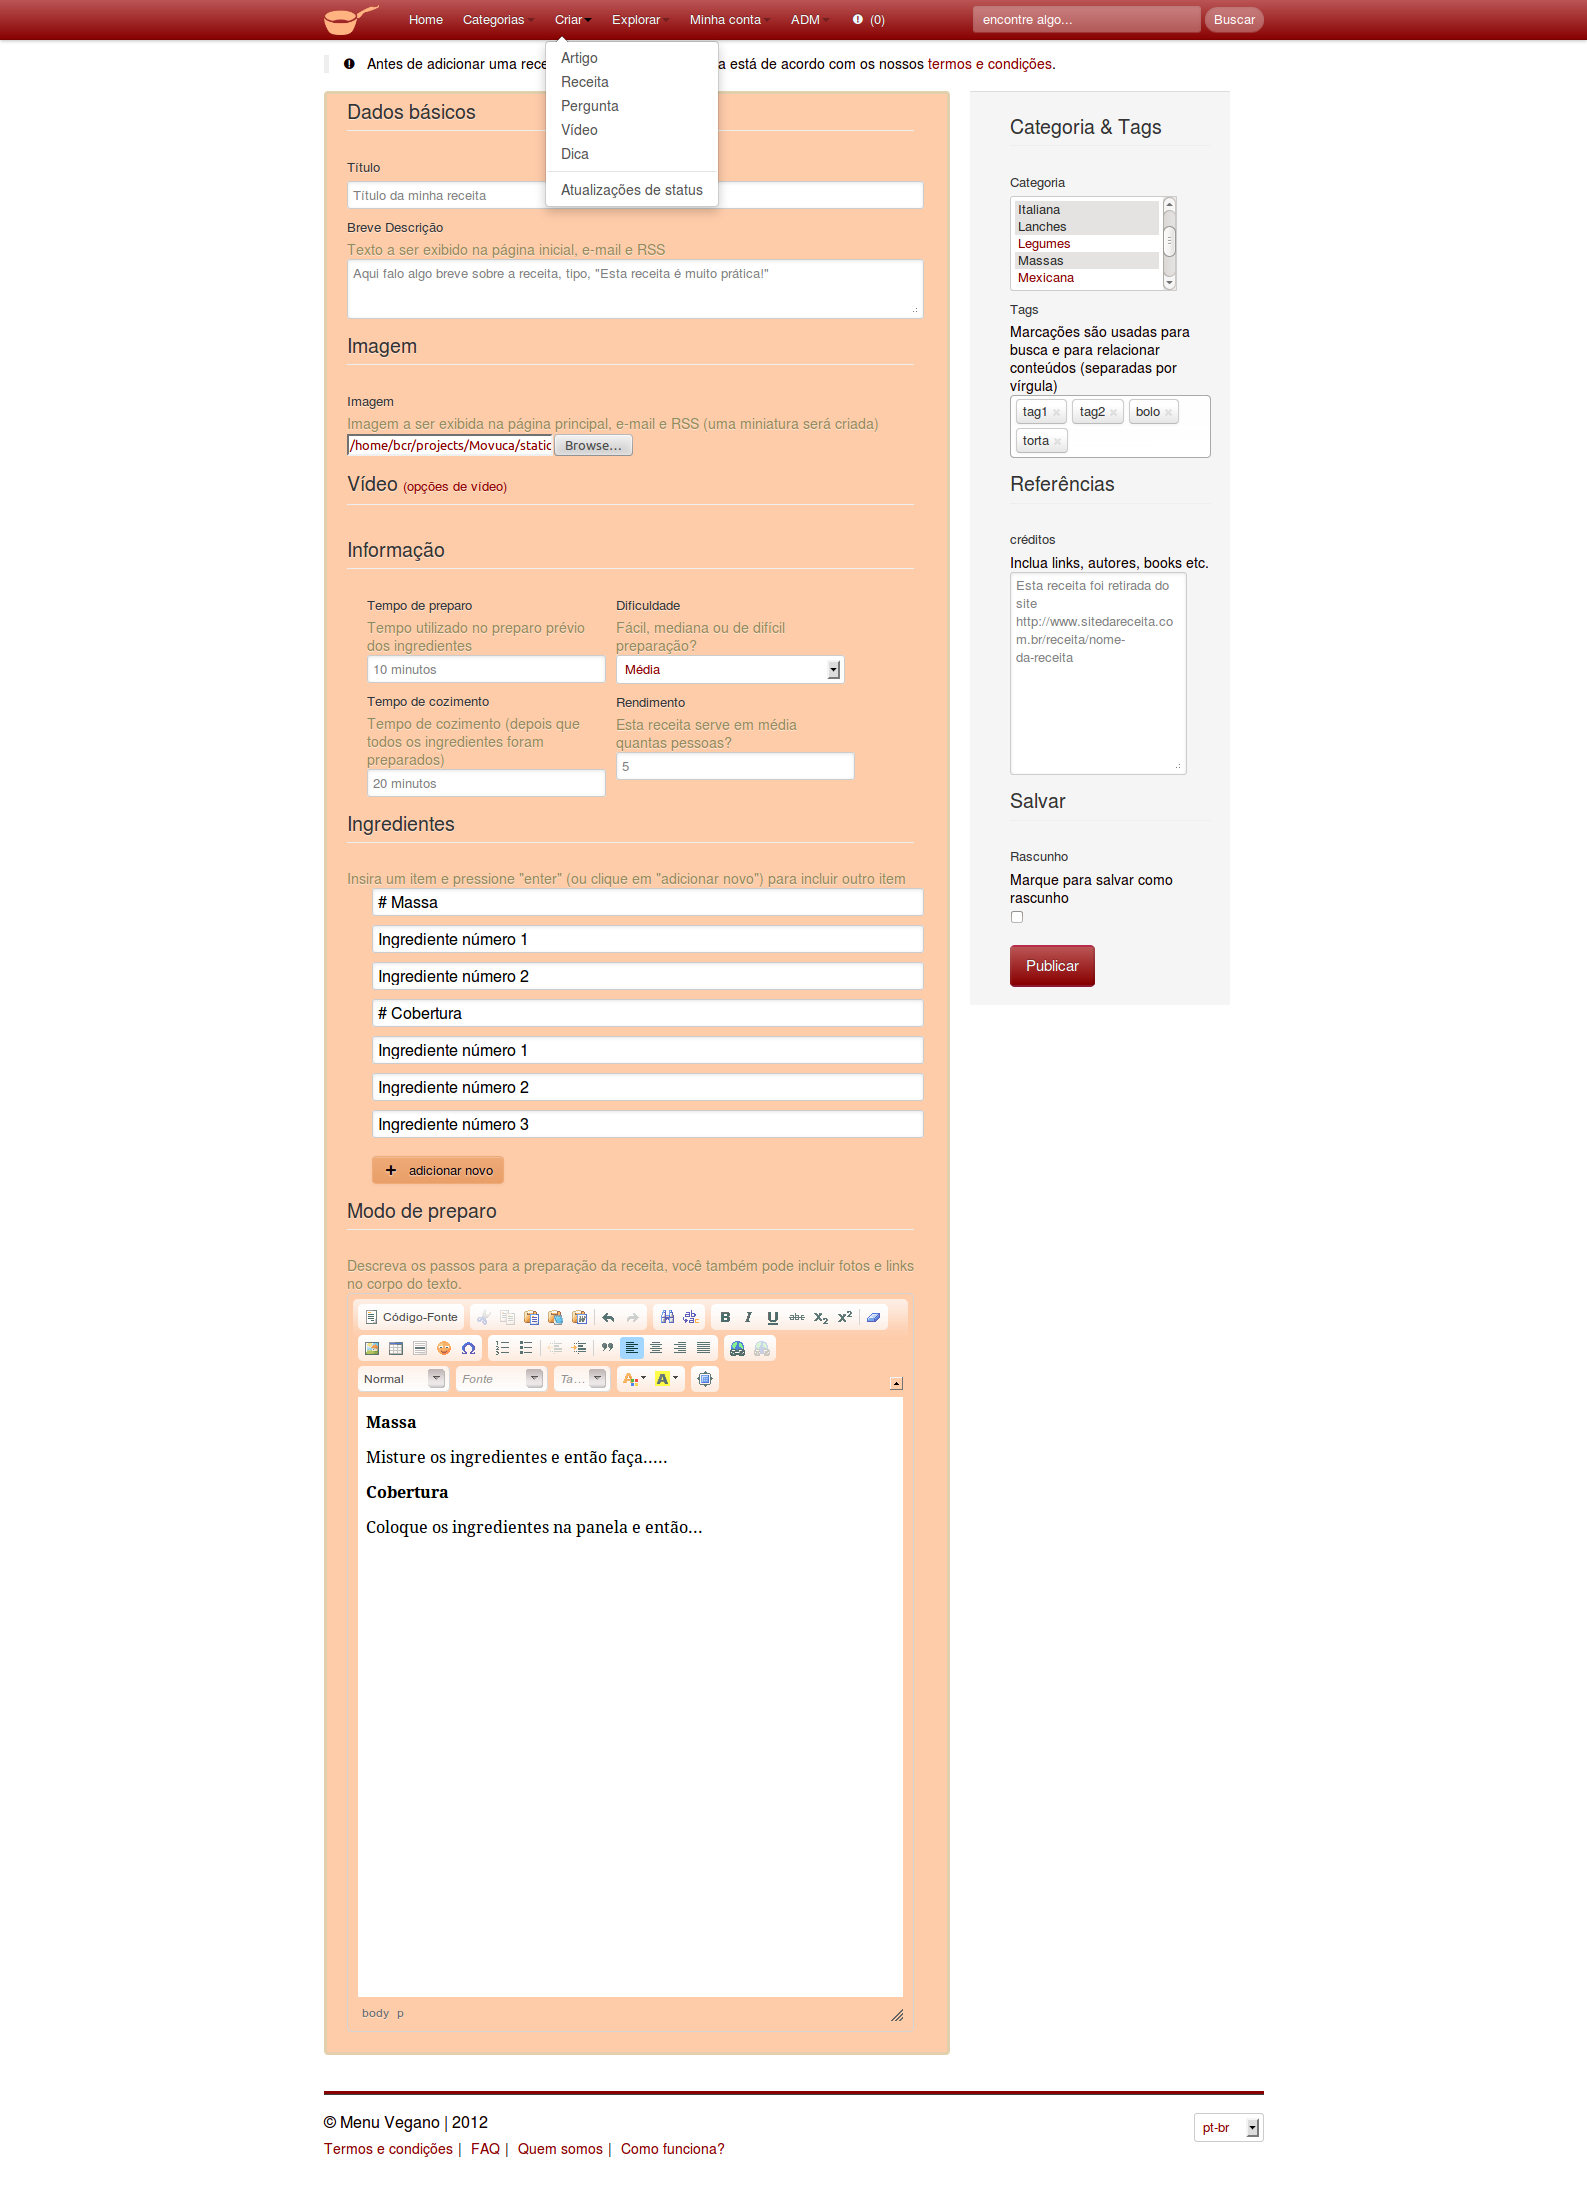 Home Categorias Criar Explorar Minha conta ADM (0) encontre algo... Buscar
Artigo
Receita
Pergunta
Vídeo
Dica
Atualizações de status
Antes de adicionar uma rece a está de acordo com os nossos termos e condições.
Dados básicos
Título
Título da minha receita
Breve Descrição
Texto a ser exibido na página inicial, e-mail e RSS
Aqui falo algo breve sobre a receita, tipo, "Esta receita é muito prática!"
Imagem
Imagem
Imagem a ser exibida na página principal, e-mail e RSS (uma miniatura será criada)
/home/bcr/projects/Movuca/static Browse...
Vídeo (opções de vídeo)
Informação
Tempo de preparo
Tempo utilizado no preparo prévio
dos ingredientes
10 minutos
Dificuldade
Fácil, mediana ou de difícil
preparação?
Média
Tempo de cozimento
Tempo de cozimento (depois que
todos os ingredientes foram
preparados)
20 minutos
Rendimento
Esta receita serve em média
quantas pessoas?
5
Ingredientes
Insira um item e pressione "enter" (ou clique em "adicionar novo") para incluir outro item
# Massa
Ingrediente número 1
Ingrediente número 2
# Cobertura
Ingrediente número 1
Ingrediente número 2
Ingrediente número 3
+ adicionar novo
Modo de preparo
Descreva os passos para a preparação da receita, você também pode incluir fotos e links
no corpo do texto.
Código-Fonte B I U abc X2 X2
Normal Fonte Ta... A A
Massa
Misture os ingredientes e então faça.....
Cobertura
Coloque os ingredientes na panela e então...
body p
Categoria & Tags
Categoria
Italiana
Lanches
Legumes
Massas
Mexicana
Tags
Marcações são usadas para
busca e para relacionar
conteúdos (separadas por
vírgula)
tag1 tag2 bolo
torta
Referências
créditos
Inclua links, autores, books etc.
Esta receita foi retirada do
site
http://www.sitedareceita.co
m.br/receita/nome-
da-receita
Salvar
Rascunho
Marque para salvar como
rascunho
Publicar
© Menu Vegano | 2012
Termos e condições | FAQ | Quem somos | Como funciona?
pt-br